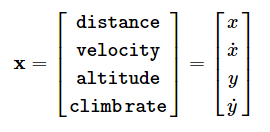 x = [distance velocity altitude climbrate] = [x ẋ y ẏ]